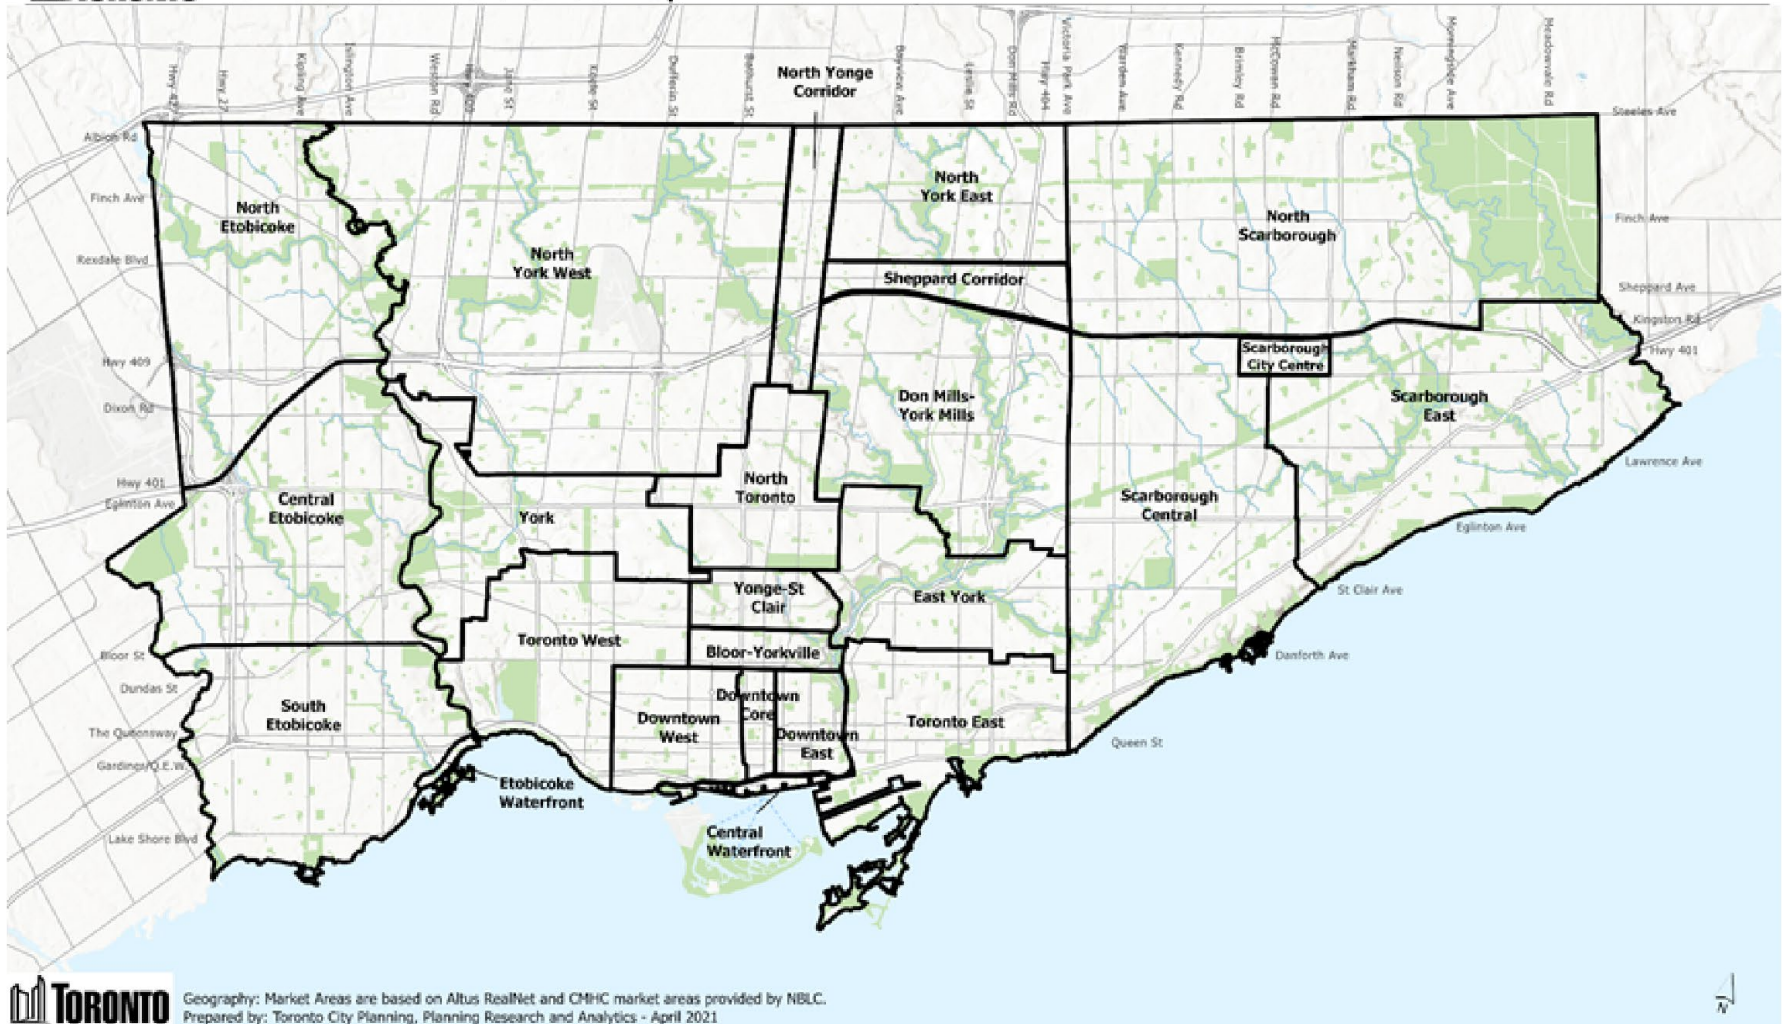 Hwy 27
Kipling Ave
Islington Ave
Weston Rd
Jane St
Keele St
Dufferin St
Bathurst St
North Yonge
Corridor
Bayview Ave
Leslie St
Don Mills Rd
Hwy 404
Victoria Park Ave
Warden Ave
Kennedy Rd
Brimley Rd
McCowan Rd
Markham Rd
Neilson Rd
Morningside Ave
Meadowvale Rd
Steeles Ave
Albion Rd
Finch Ave
North
Etobicoke
North
York West
North
York East
North
Scarborough
Finch Ave
Rexdale Blvd
Sheppard Corridor
Sheppard Ave
Kingston Rd
Hwy 401
Hwy 409
Scarborough
City Centre
Dixon Rd
Don Mills-
York Mills
Scarborough
East
Lawrence Ave
Hwy 401
Eglinton Ave
Central
Etobicoke
York
North
Toronto
Scarborough
Central
Eglinton Ave
Yonge-St
Clair
East York
St Clair Ave
Toronto West
Bloor-Yorkville
Bloor St
Danforth Ave
Dundas St
South
Etobicoke
Downtown
West
Downtown
Core
Downtown
East
Toronto East
The Queensway
Queen St
Gardiner/Q.E.W
Etobicoke
Waterfront
Lake Shore Blvd
Central
Waterfront
TORONTO
Geography: Market Areas are based on Altus RealNet and CMHC market areas provided by NBLC.
Prepared by: Toronto City Planning, Planning Research and Analytics - April 2021
N